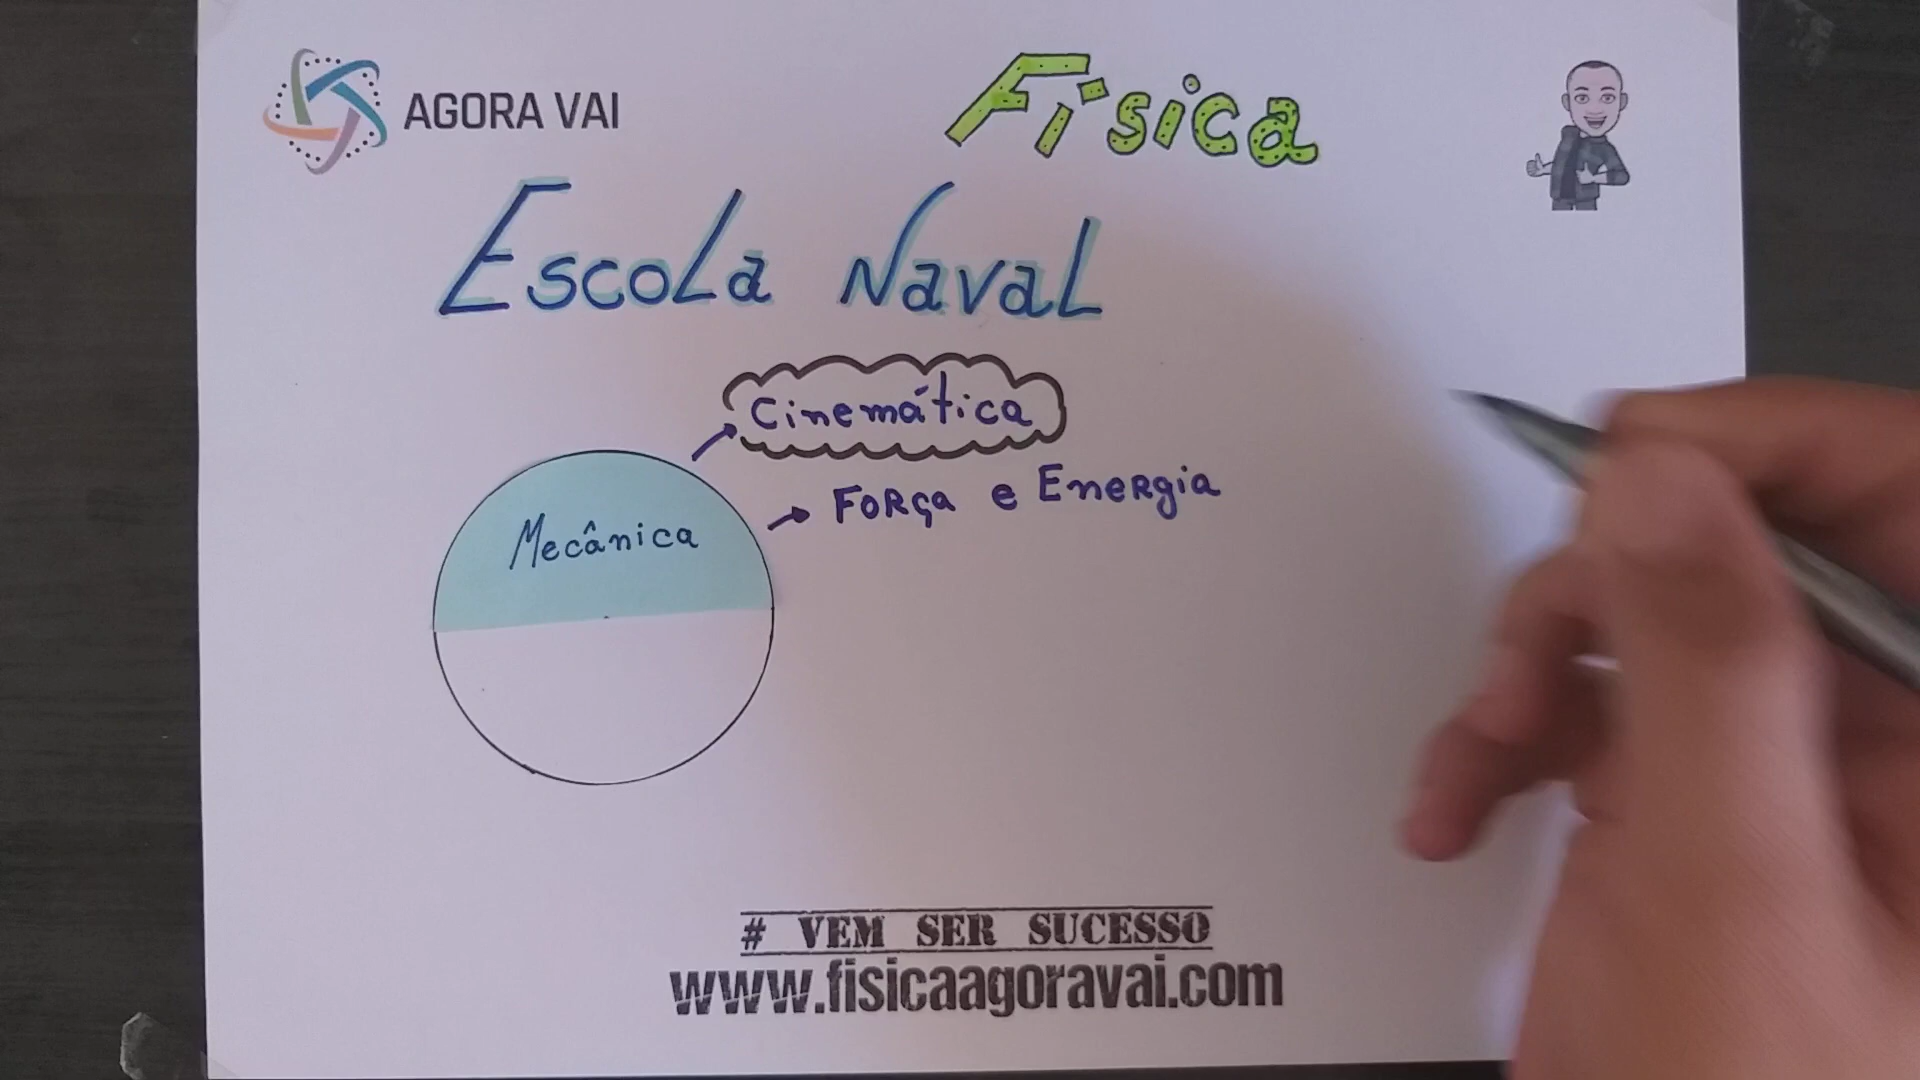 AGORA VAI
Física
Escola Naval
Cinemática
Força e Energia
Mecânica
# VEM SER SUCESSO
www.fisicaagoravai.com